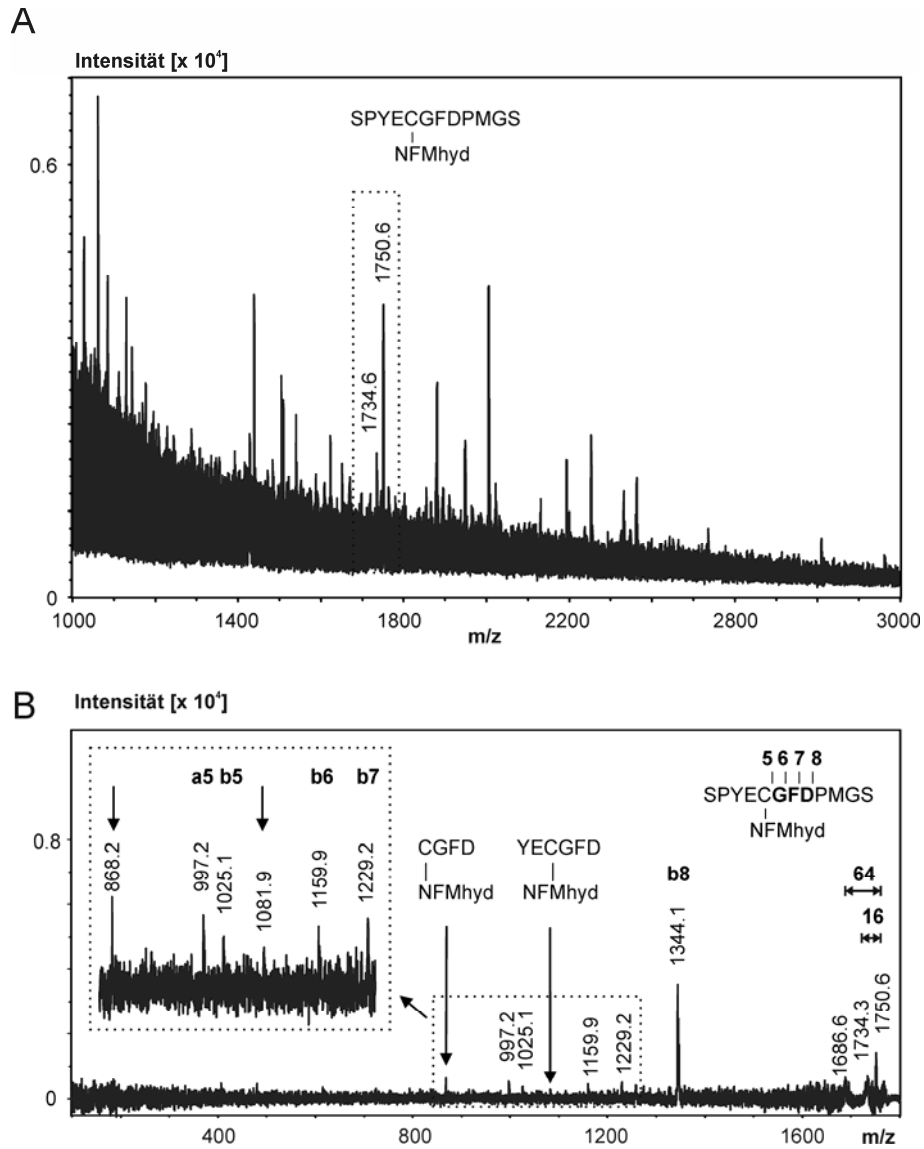 A
Intensität [x 10⁴]
SPYECGFDPMGS
NFMhyd
0.6
1734.6
1750.6
0
1000
1400
1800
2200
2800
3000
m/z
B
Intensität [x 10⁴]
a5 b5
b6
b7
868.2
997.2
1025.1
1081.9
1159.9
1229.2
CGFD
NFMhyd
YECGFD
NFMhyd
b8
1344.1
5 6 7 8
SPYECGFDPMGS
NFMhyd
64
16
0.8
997.2
1025.1
1159.9
1229.2
1686.6
1734.3
1750.6
0
400
800
1200
1600
m/z